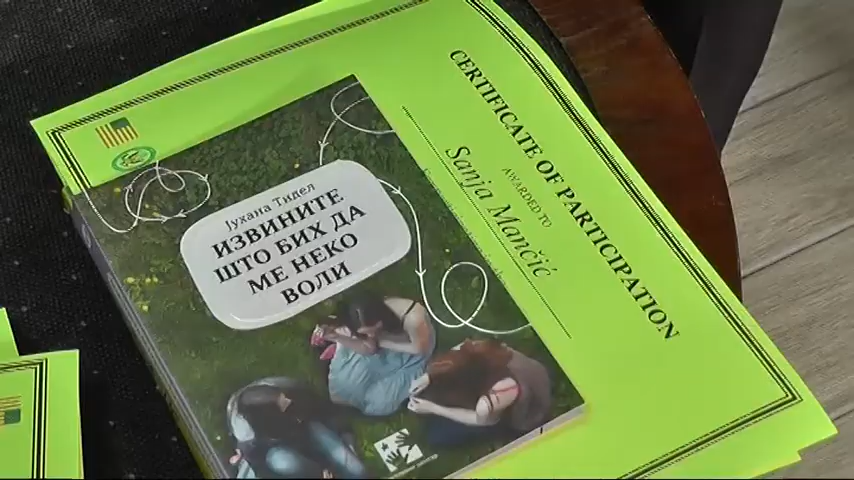 CERTIFICATE OF PARTICIPATION
AWARDED TO
Sanja Mančić
Јухана Тидел
ИЗВИНИТЕ
ШТО БИХ ДА
МЕ НЕКО
ВОЛИ